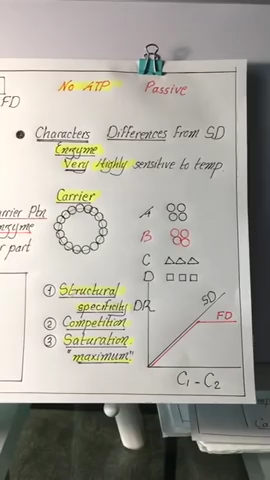 No ATP Passive
FD
Characters Differences From SD
Enzyme
Very Highly sensitive to temp
Carrier
rrier Ptn
nzyme
r part
A
B
C
D
① Structural
specificity
② Competition
③ Saturation
"maximum"
DR
SD
FD
C₁ - C₂